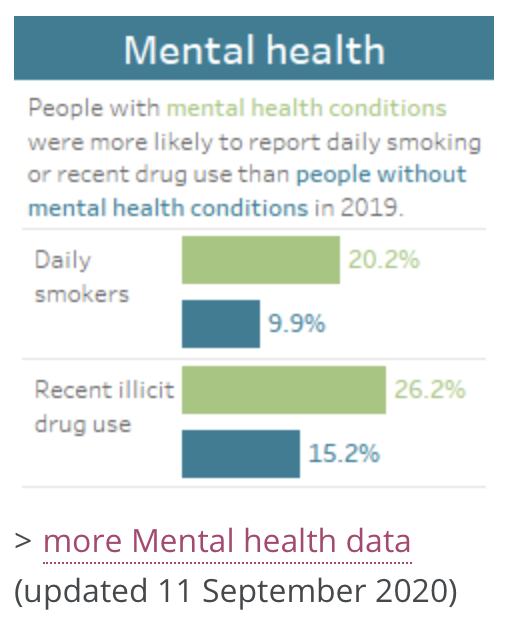 Mental health
People with mental health conditions
were more likely to report daily smoking
or recent drug use than people without
mental health conditions in 2019.
Daily
smokers
20.2%
9.9%
Recent illicit
drug use
26.2%
15.2%
> more Mental health data
(updated 11 September 2020)